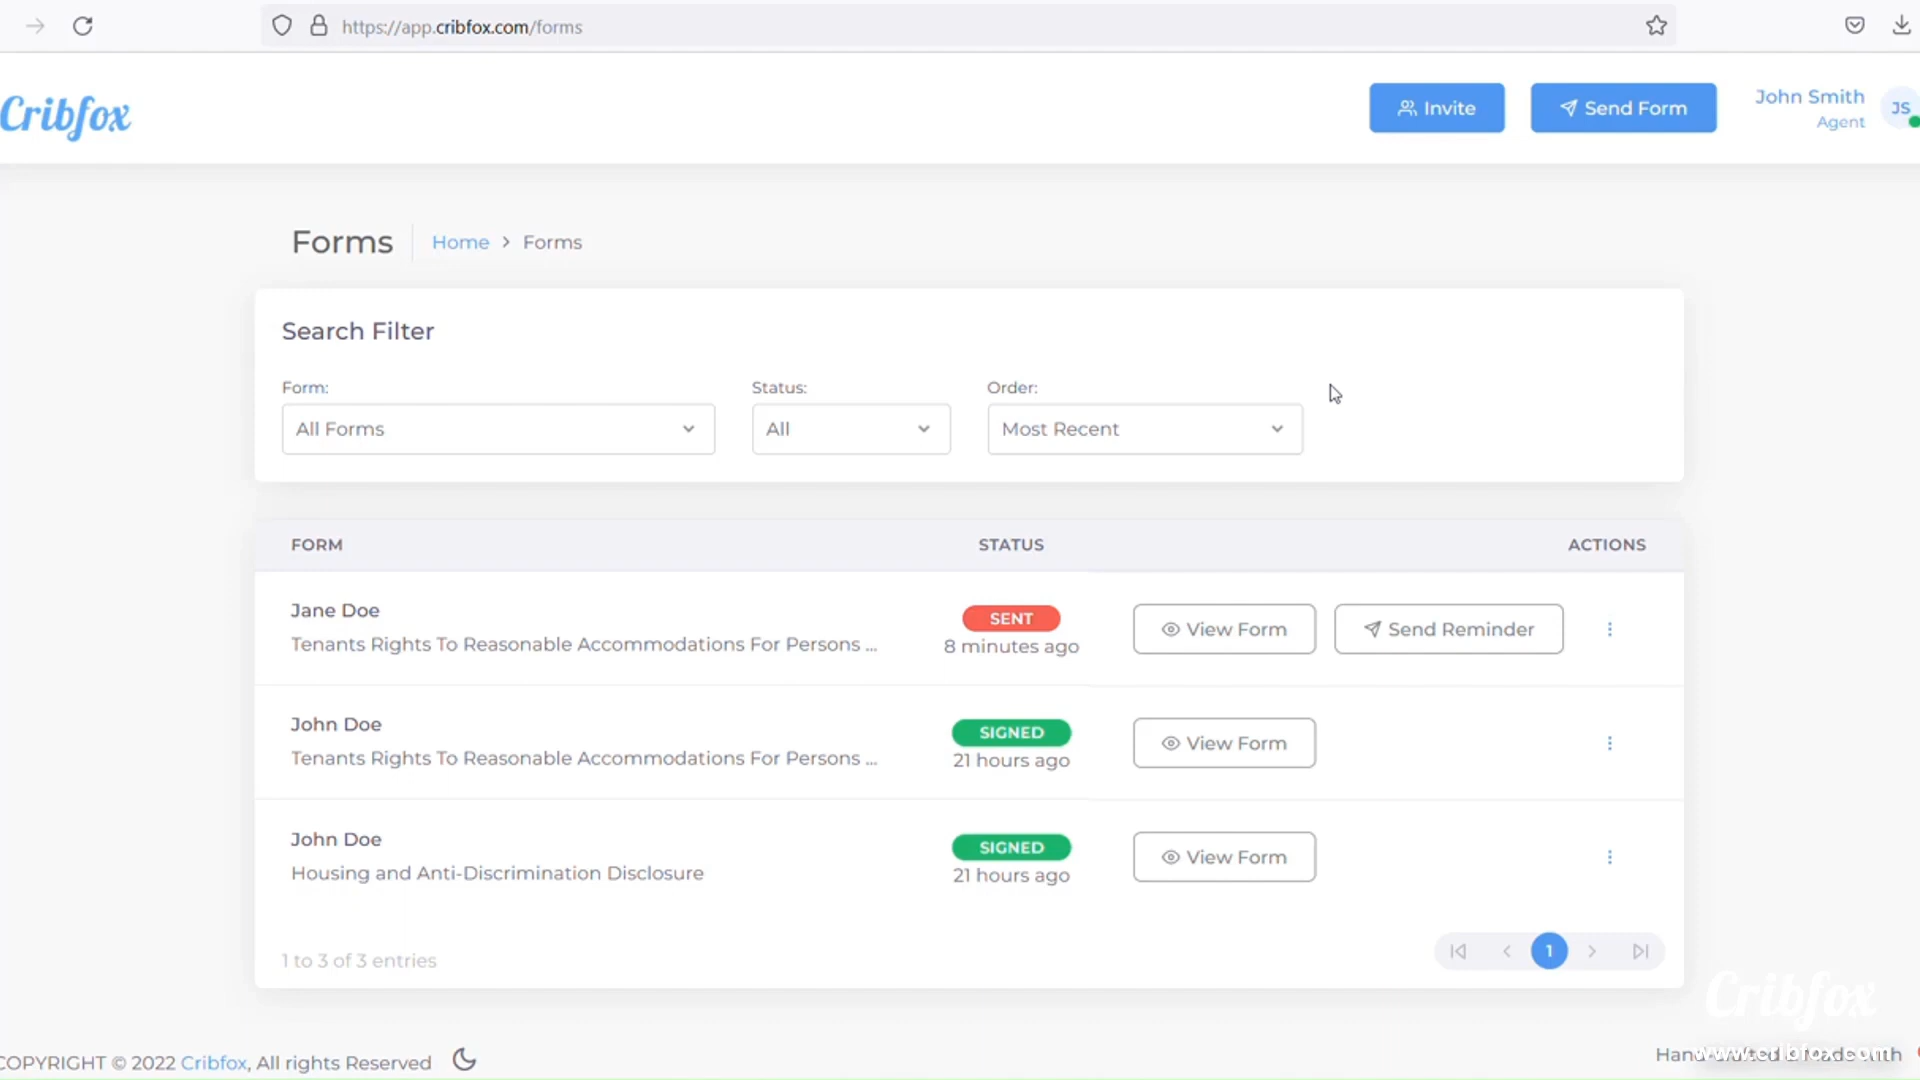 https://app.cribfox.com/forms
Cribfox
Invite
Send Form
John Smith
Agent
JS
Forms
Home > Forms
Search Filter
Form:
Status:
Order:
All Forms
All
Most Recent
FORM
STATUS
ACTIONS
Jane Doe
Tenants Rights To Reasonable Accommodations For Persons ...
SENT
8 minutes ago
View Form
Send Reminder
John Doe
Tenants Rights To Reasonable Accommodations For Persons ...
SIGNED
21 hours ago
View Form
John Doe
Housing and Anti-Discrimination Disclosure
SIGNED
21 hours ago
View Form
1 to 3 of 3 entries
1
Cribfox
www.cribfox.com
COPYRIGHT © 2022 Cribfox, All rights Reserved